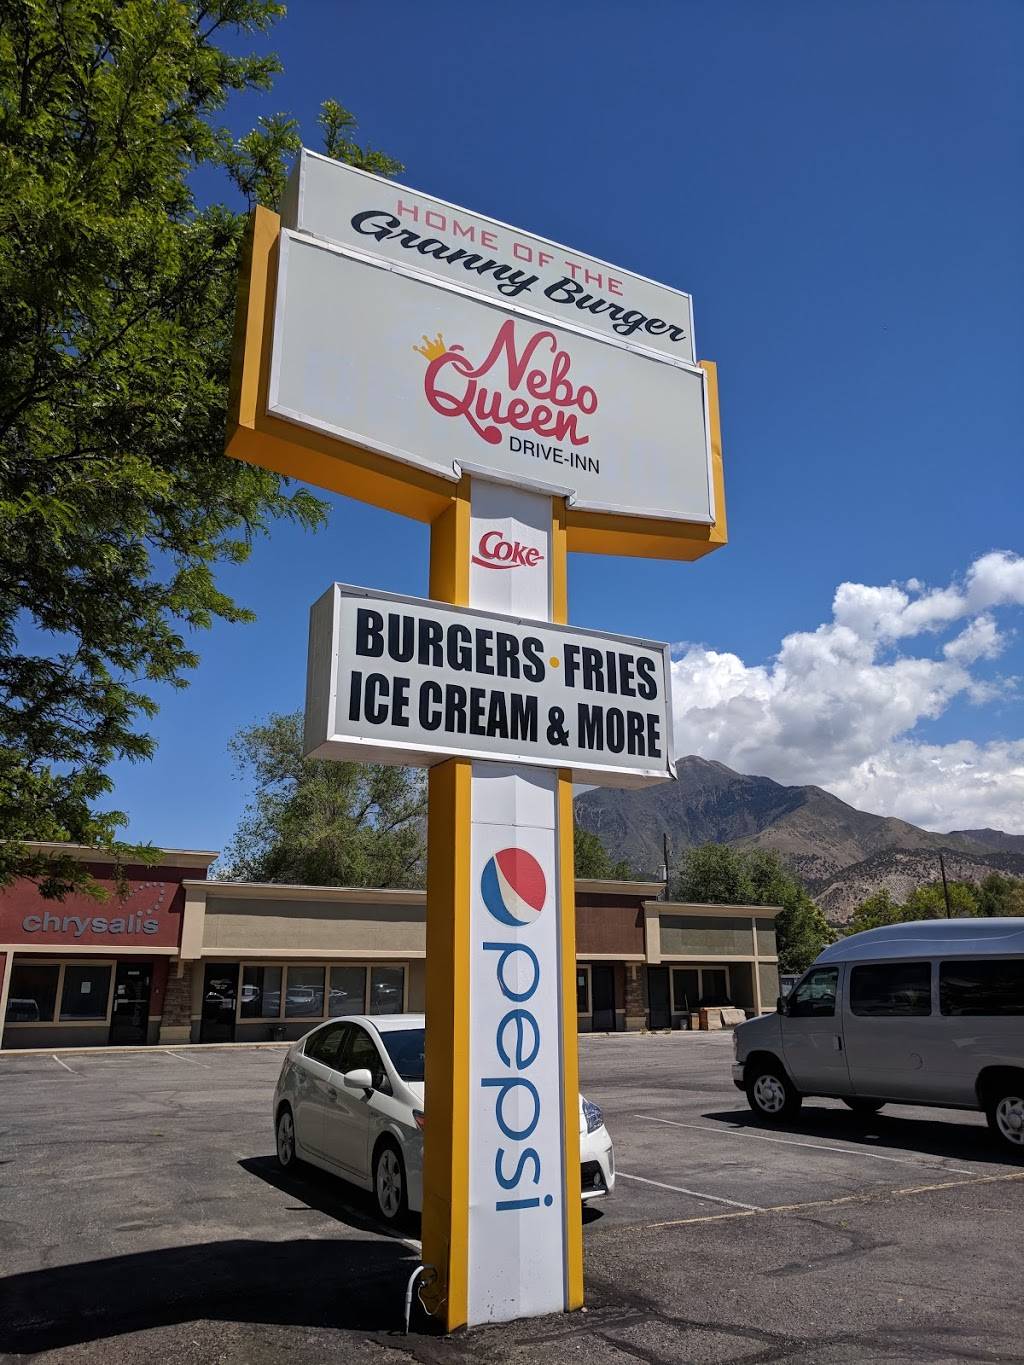 HOME OF THE
Granny Burger
Nebo
Queen
DRIVE-INN
Coke
BURGERS·FRIES
ICE CREAM & MORE
pepsi
chrysalis